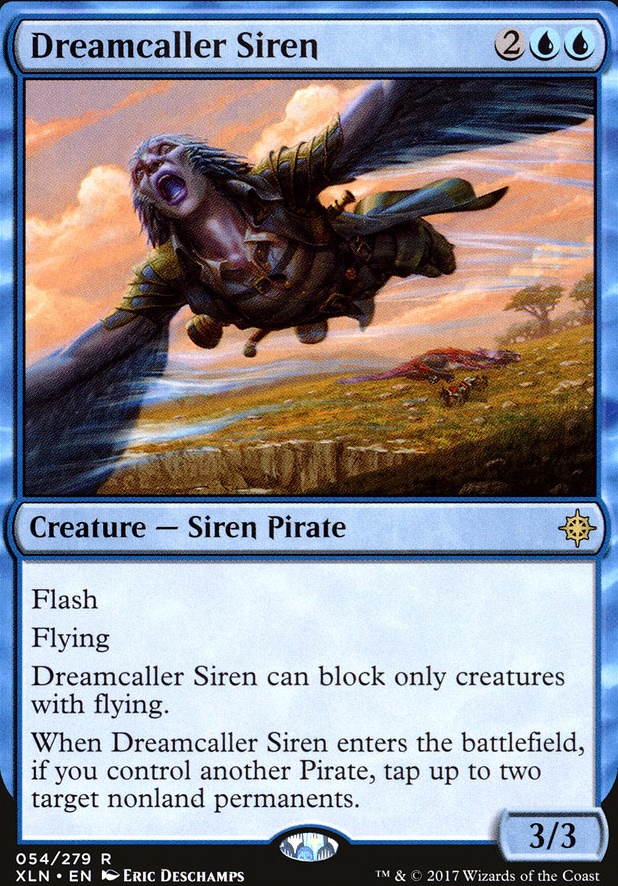 Dreamcaller Siren 2
Creature — Siren Pirate
Flash
Flying
Dreamcaller Siren can block only creatures
with flying.
When Dreamcaller Siren enters the battlefield,
if you control another Pirate, tap up to two
target nonland permanents.
3/3
054/279 R
XLN • EN Eric Deschamps ™ & © 2017 Wizards of the Coast